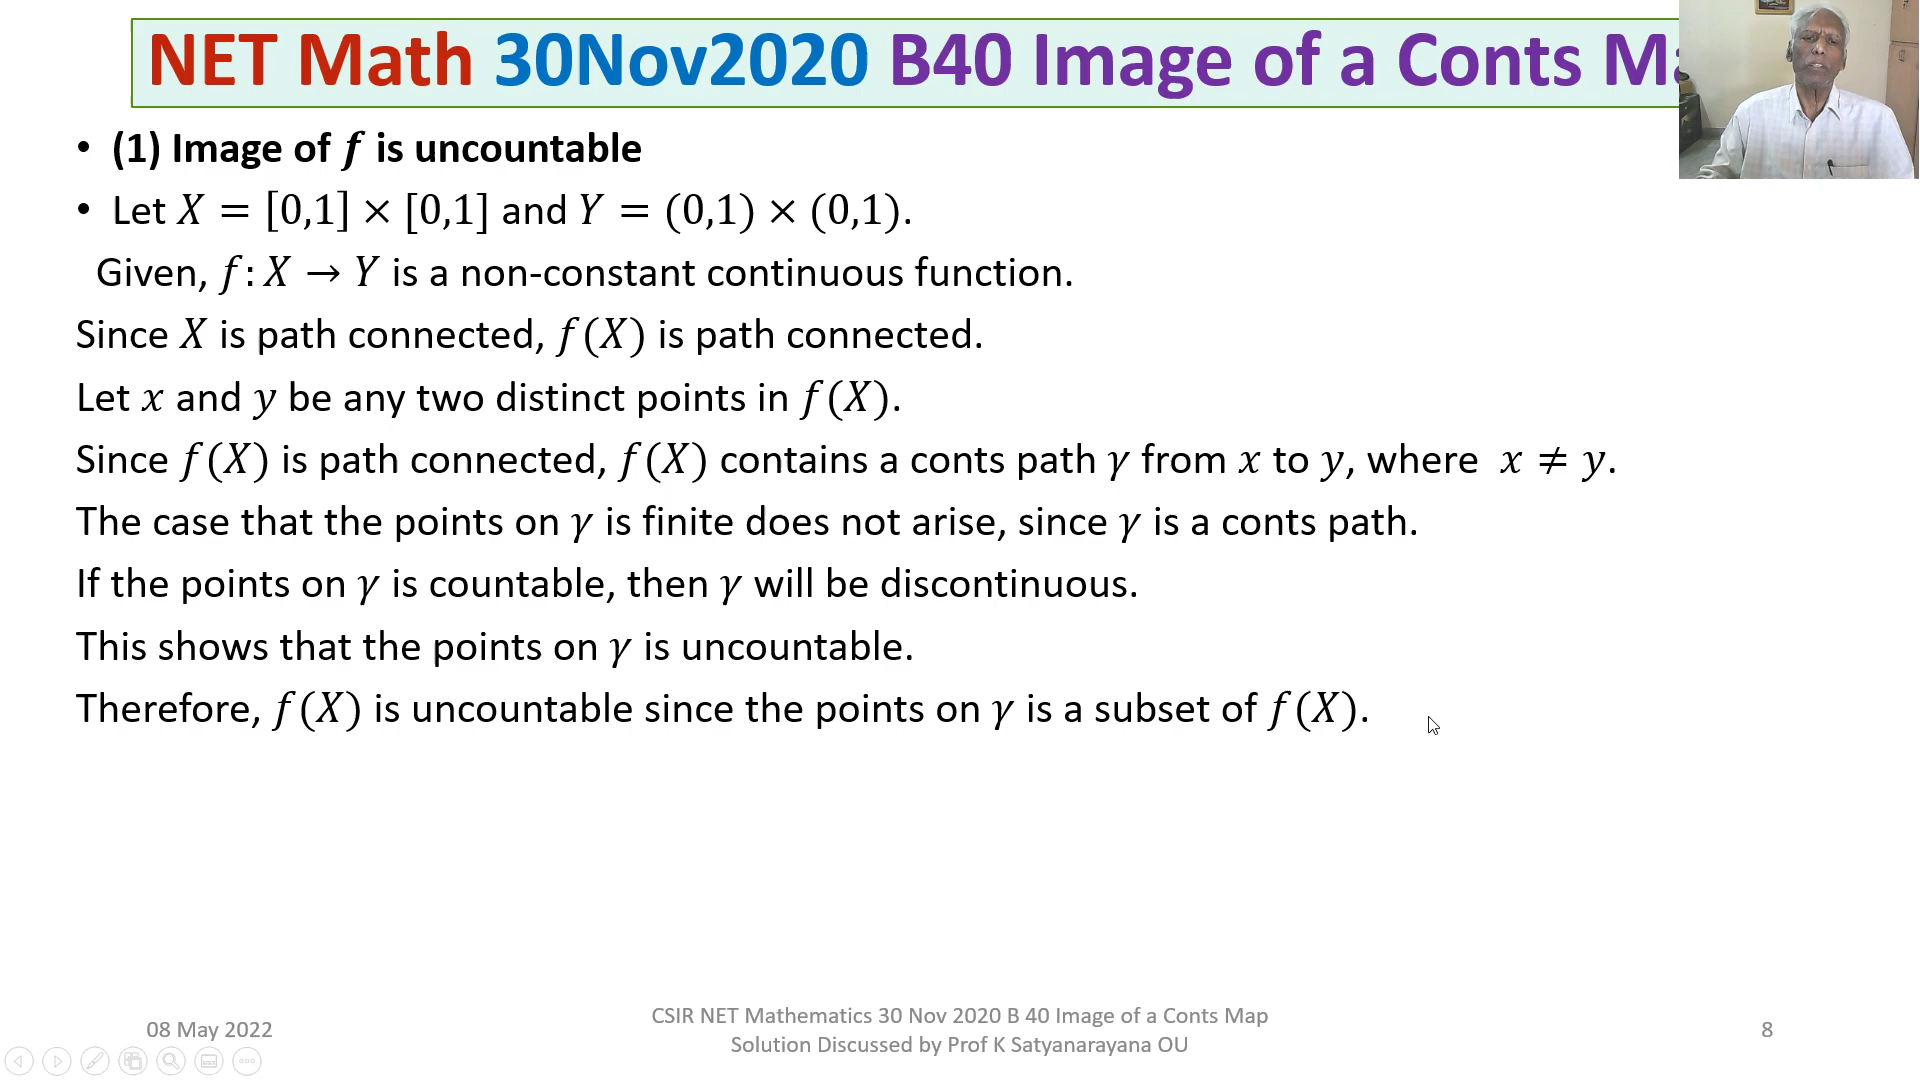 NET Math 30Nov2020 B40 Image of a Conts
• (1) Image of f is uncountable
• Let X = [0,1] × [0,1] and Y = (0,1) × (0,1).
Given, f: X → Y is a non-constant continuous function.
Since X is path connected, f(X) is path connected.
Let x and y be any two distinct points in f(X).
Since f(X) is path connected, f(X) contains a conts path γ from x to y, where x ≠ y.
The case that the points on γ is finite does not arise, since γ is a conts path.
If the points on γ is countable, then γ will be discontinuous.
This shows that the points on γ is uncountable.
Therefore, f(X) is uncountable since the points on γ is a subset of f(X).
08 May 2022
CSIR NET Mathematics 30 Nov 2020 B 40 Image of a Conts Map
Solution Discussed by Prof K Satyanarayana OU
8